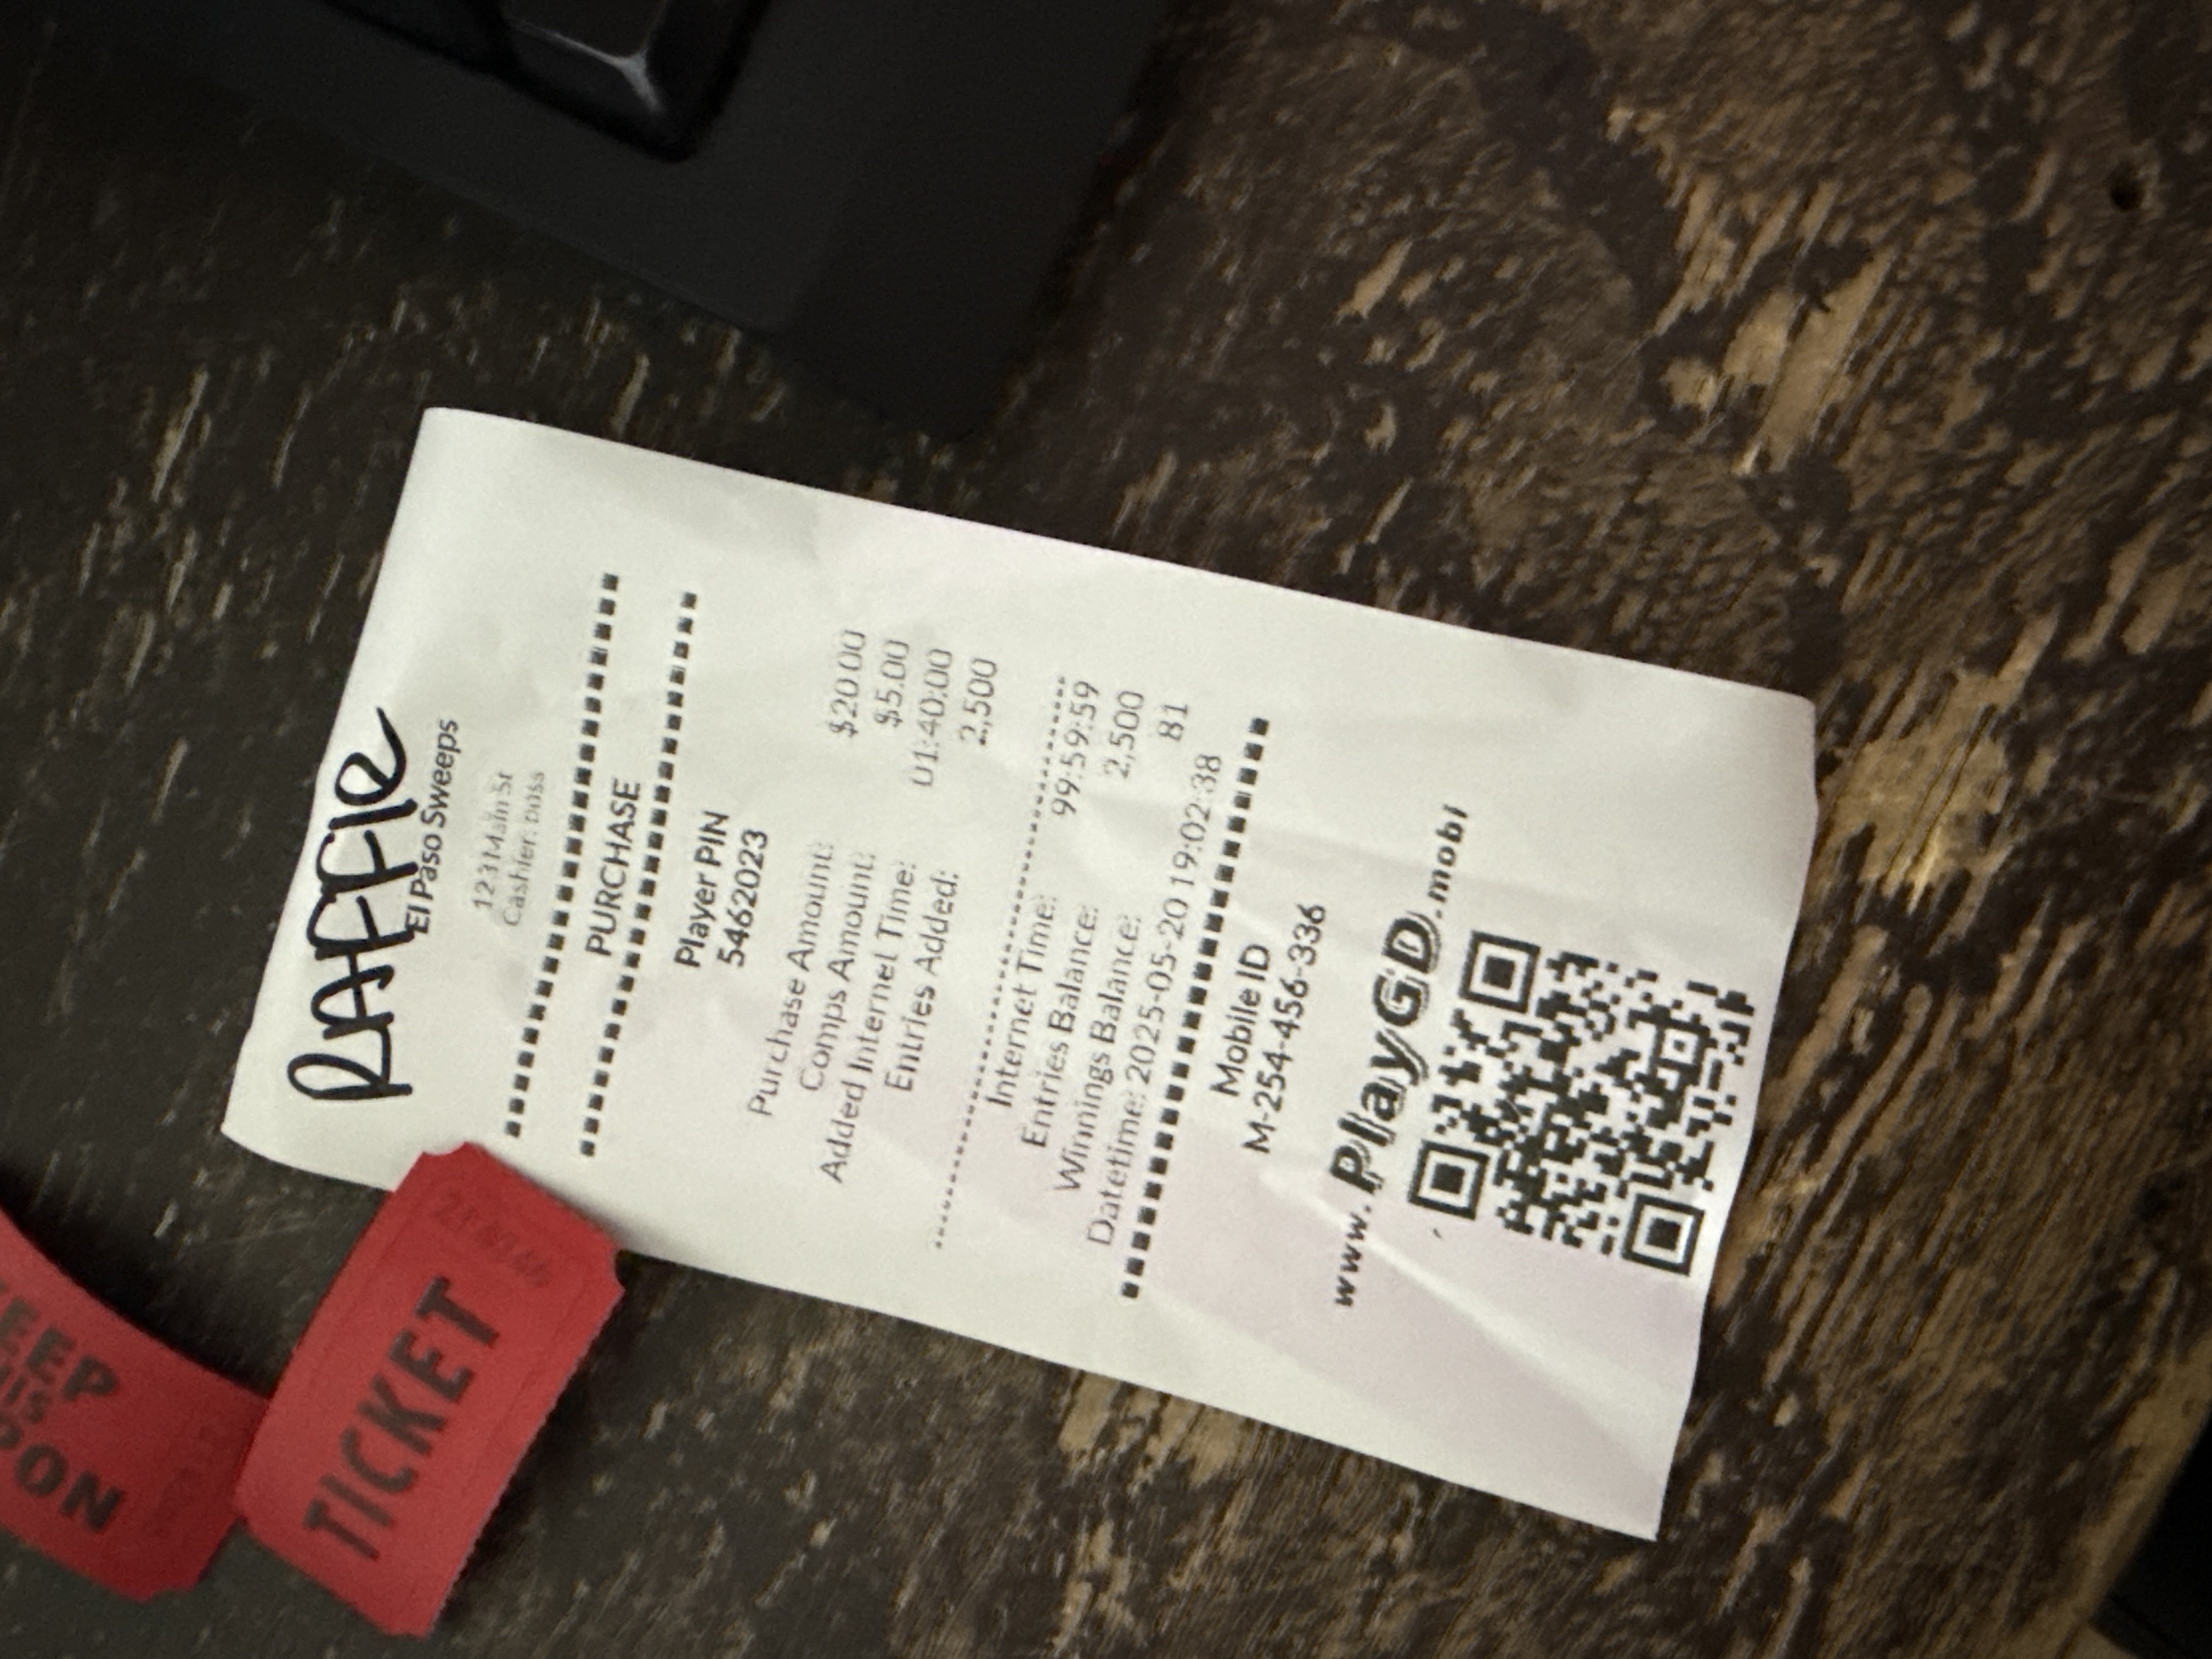 RAFFle
El Paso Sweeps
123 Main St
Cashier: boss
PURCHASE
Player PIN
5462023
Purchase Amount: $20.00
Comps Amount: $5.00
Added Internet Time: 01:40:00
Entries Added: 2,500
Internet Time: 99:59:59
Entries Balance: 2,500
Winnings Balance: 81
Datetime: 2025-05-20 19:02:38
Mobile ID
M-254-456-336
www.PlayGD.mobi
TICKET